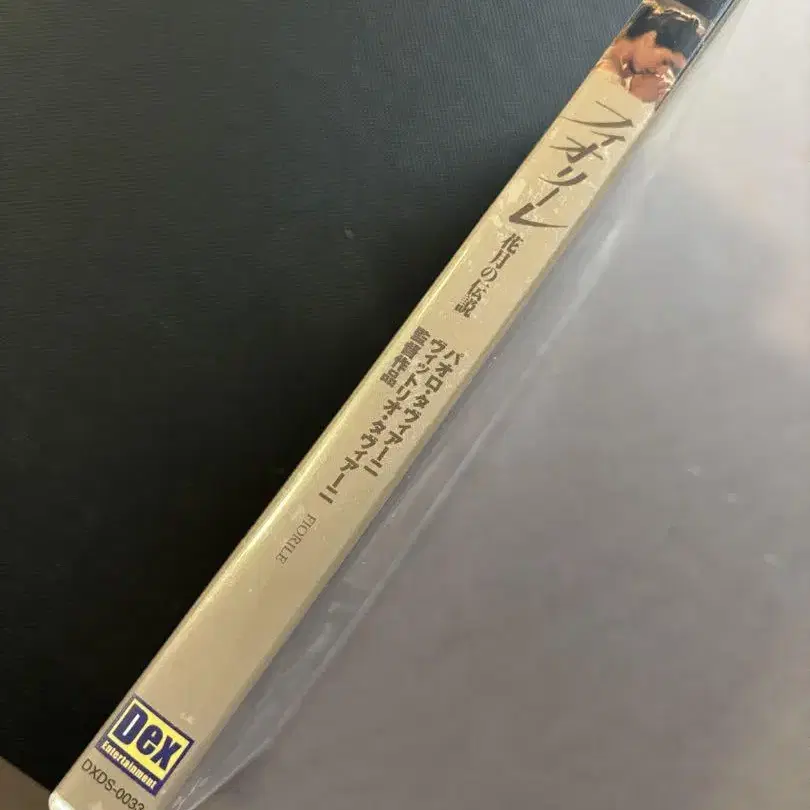 フィオリーレ
花月の伝説
パオロ・タヴィアーニ
ヴィットリオ・タヴィアーニ
監督作品
FIORILE
Dex
Entertainment
DXDS-0033